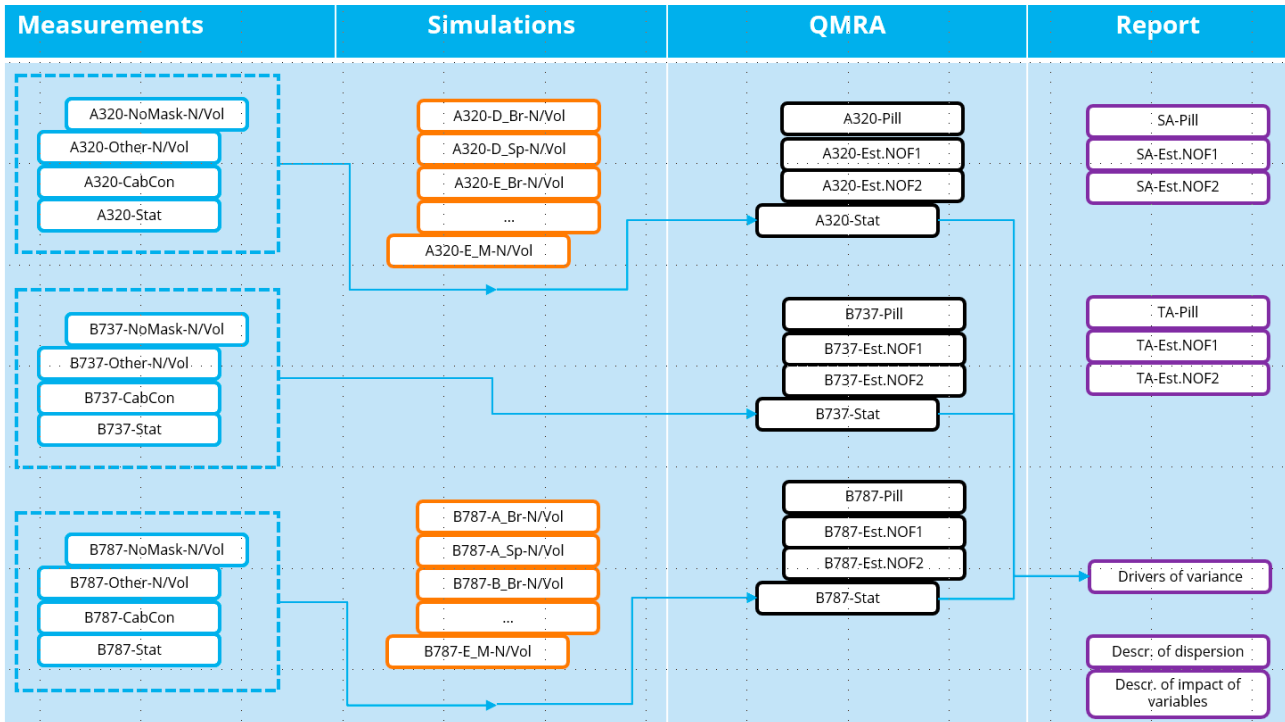 Measurements
Simulations
QMRA
Report
A320-NoMask-N/Vol
A320-Other-N/Vol
A320-CabCon
A320-Stat
A320-D_Br-N/Vol
A320-D_Sp-N/Vol
A320-E_Br-N/Vol
...
A320-E_M-N/Vol
A320-Pill
A320-Est.NOF1
A320-Est.NOF2
A320-Stat
SA-Pill
SA-Est.NOF1
SA-Est.NOF2
B737-NoMask-N/Vol
B737-Other-N/Vol
B737-CabCon
B737-Stat
B737-Pill
B737-Est.NOF1
B737-Est.NOF2
B737-Stat
TA-Pill
TA-Est.NOF1
TA-Est.NOF2
B787-NoMask-N/Vol
B787-Other-N/Vol
B787-CabCon
B787-Stat
B787-A_Br-N/Vol
B787-A_Sp-N/Vol
B787-B_Br-N/Vol
...
B787-E_M-N/Vol
B787-Pill
B787-Est.NOF1
B787-Est.NOF2
B787-Stat
Drivers of variance
Descr. of dispersion
Descr. of impact of
variables